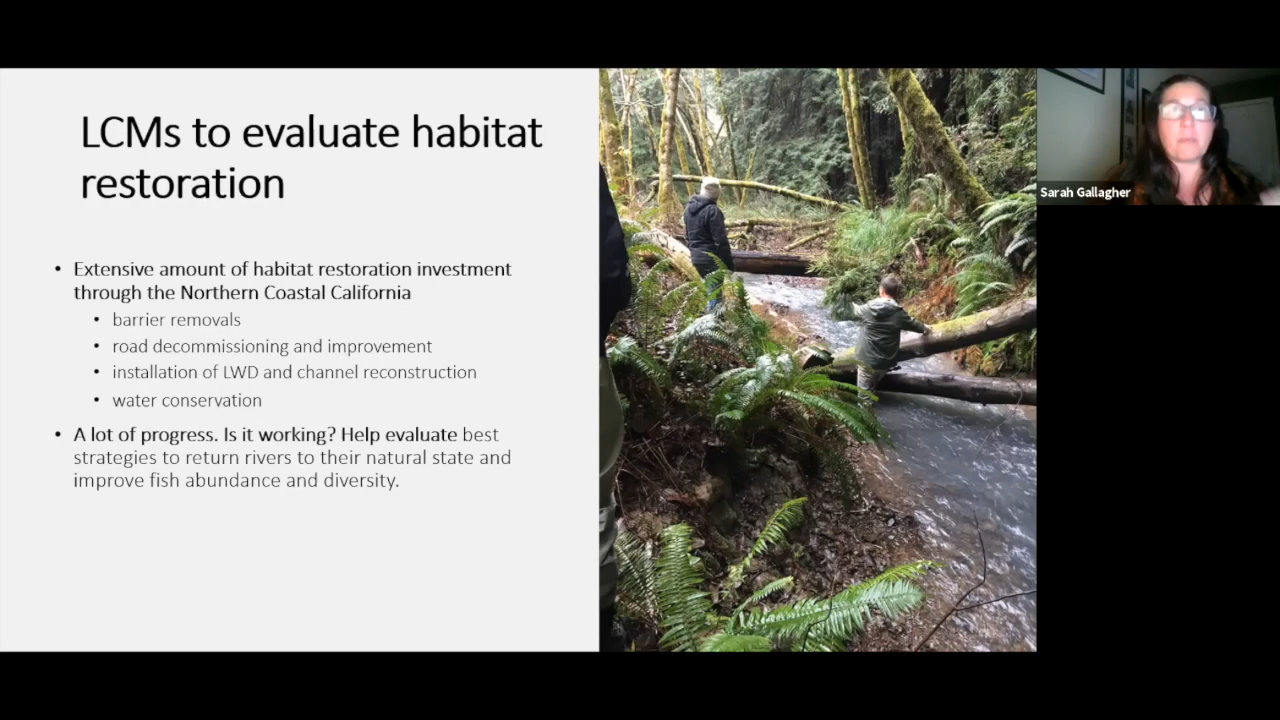 LCMs to evaluate habitat
restoration
• Extensive amount of habitat restoration investment
through the Northern Coastal California
• barrier removals
• road decommissioning and improvement
• installation of LWD and channel reconstruction
• water conservation
• A lot of progress. Is it working? Help evaluate best
strategies to return rivers to their natural state and
improve fish abundance and diversity.
Sarah Gallagher